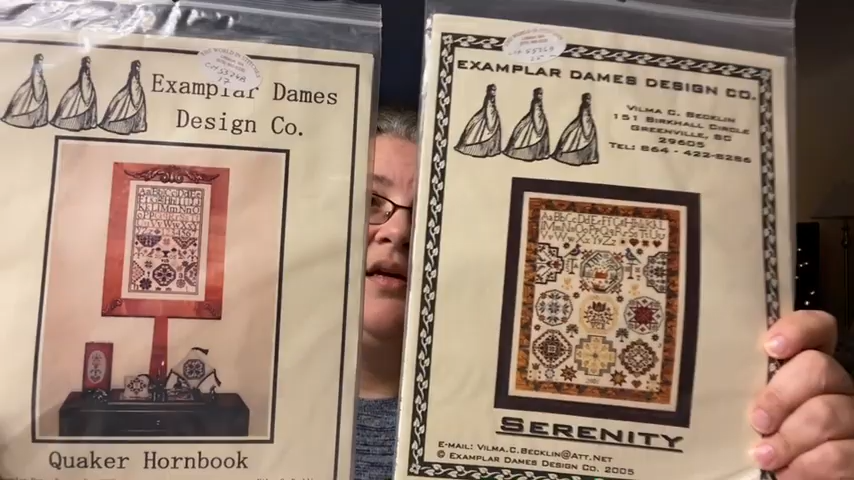 Examplar Dames
Design Co.
Quaker Hornbook
EXAMPLAR DAMES DESIGN CO.
VILMA C. BECKLIN
151 BIRKHALL CIRCLE
GREENVILLE, SC
29605
TEL: 864-422-8286
SERENITY
E-MAIL: VILMA.C.BECKLIN@ATT.NET
© EXAMPLAR DAMES DESIGN CO. 2005